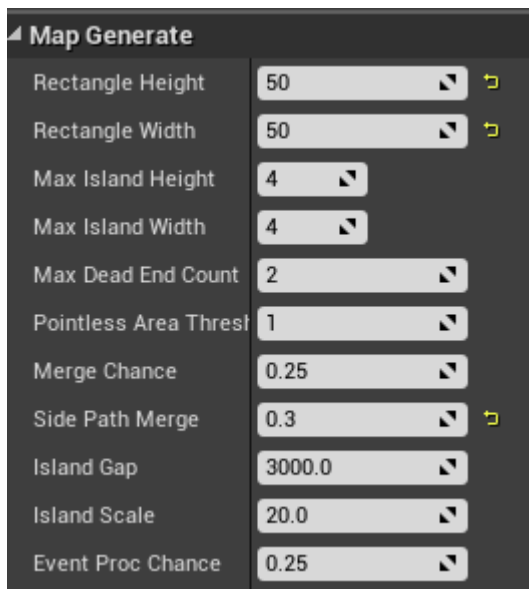 Map Generate
Rectangle Height 50
Rectangle Width 50
Max Island Height 4
Max Island Width 4
Max Dead End Count 2
Pointless Area Thresh 1
Merge Chance 0.25
Side Path Merge 0.3
Island Gap 3000.0
Island Scale 20.0
Event Proc Chance 0.25